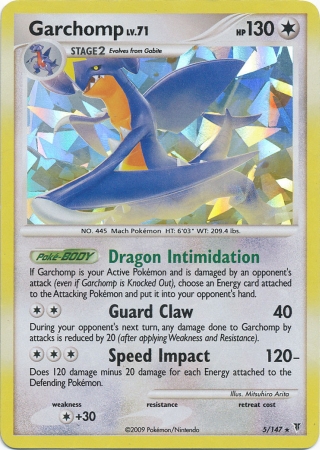 Garchomp LV.71 HP 130
STAGE 2 Evolves from Gabite
NO. 445 Mach Pokémon HT: 6'03" WT: 209.4 lbs.
Poké-BODY Dragon Intimidation
If Garchomp is your Active Pokémon and is damaged by an opponent's
attack (even if Garchomp is Knocked Out), choose an Energy card attached
to the Attacking Pokémon and put it into your opponent's hand.
Guard Claw 40
During your opponent's next turn, any damage done to Garchomp by
attacks is reduced by 20 (after applying Weakness and Resistance).
Speed Impact 120-
Does 120 damage minus 20 damage for each Energy attached to the
Defending Pokémon.
Illus. Mitsuhiro Arita
weakness resistance retreat cost
+30
©2009 Pokémon/Nintendo 5/147